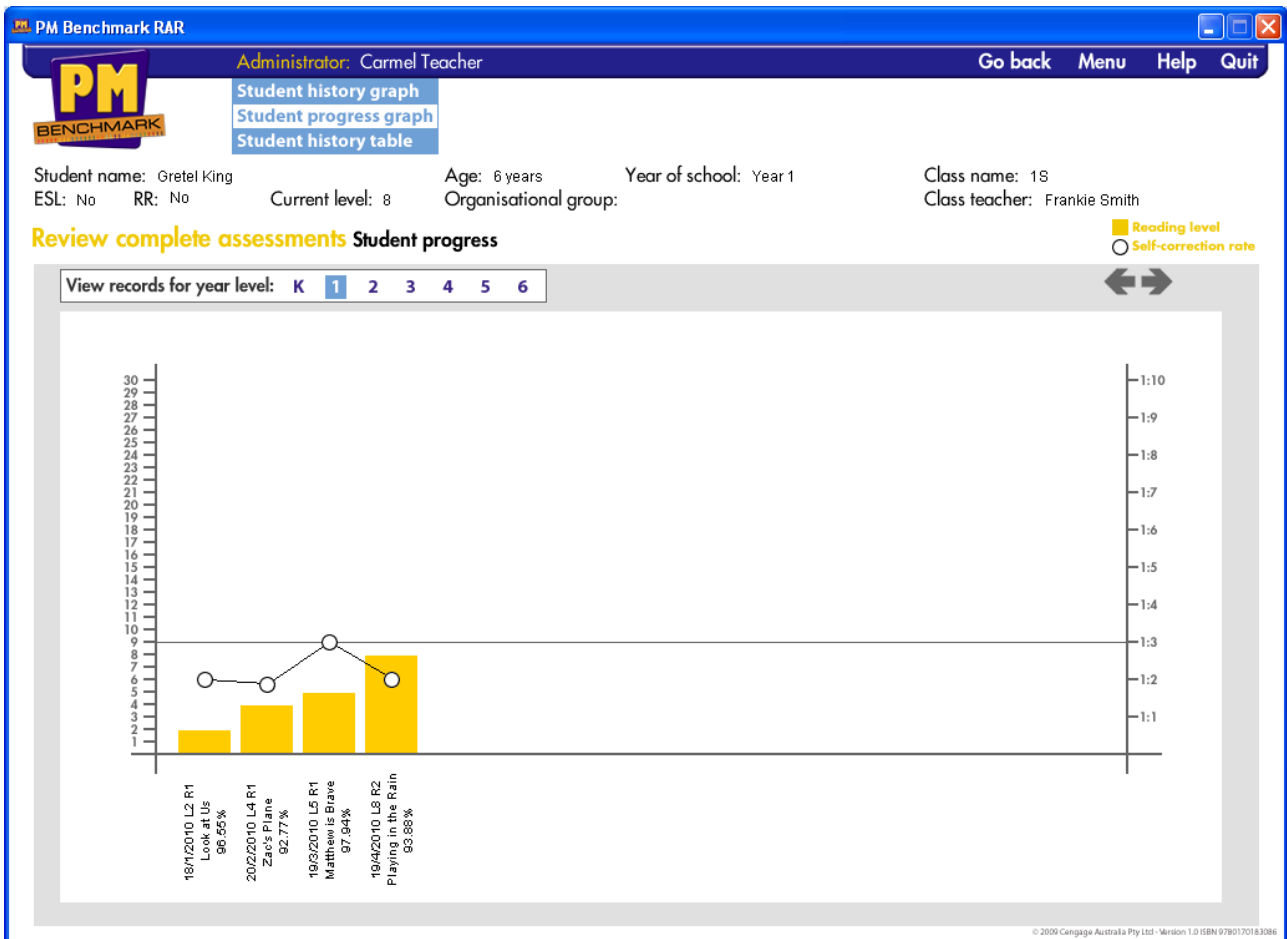 PM Benchmark RAR
Administrator: Carmel Teacher
Go back Menu Help Quit
PM
BENCHMARK
Student history graph
Student progress graph
Student history table
Student name: Gretel King Age: 6 years Year of school: Year 1 Class name: 1S
ESL: No RR: No Current level: 8 Organisational group: Class teacher: Frankie Smith
Review complete assessments Student progress
Reading level
Self-correction rate
View records for year level: K 1 2 3 4 5 6
30
29
28
27
26
25
24
23
22
21
20
19
18
17
16
15
14
13
12
11
10
9
8
7
6
5
4
3
2
1
1:10
1:9
1:8
1:7
1:6
1:5
1:4
1:3
1:2
1:1
18/1/2010 L2 R1
Look at Us
96.55%
20/2/2010 L4 R1
Zac's Plane
92.77%
19/3/2010 L5 R1
Matthew is Brave
97.94%
19/4/2010 L8 R2
Playing in the Rain
93.88%
© 2009 Cengage Australia Pty Ltd - Version 1.0 ISBN 9780170183086